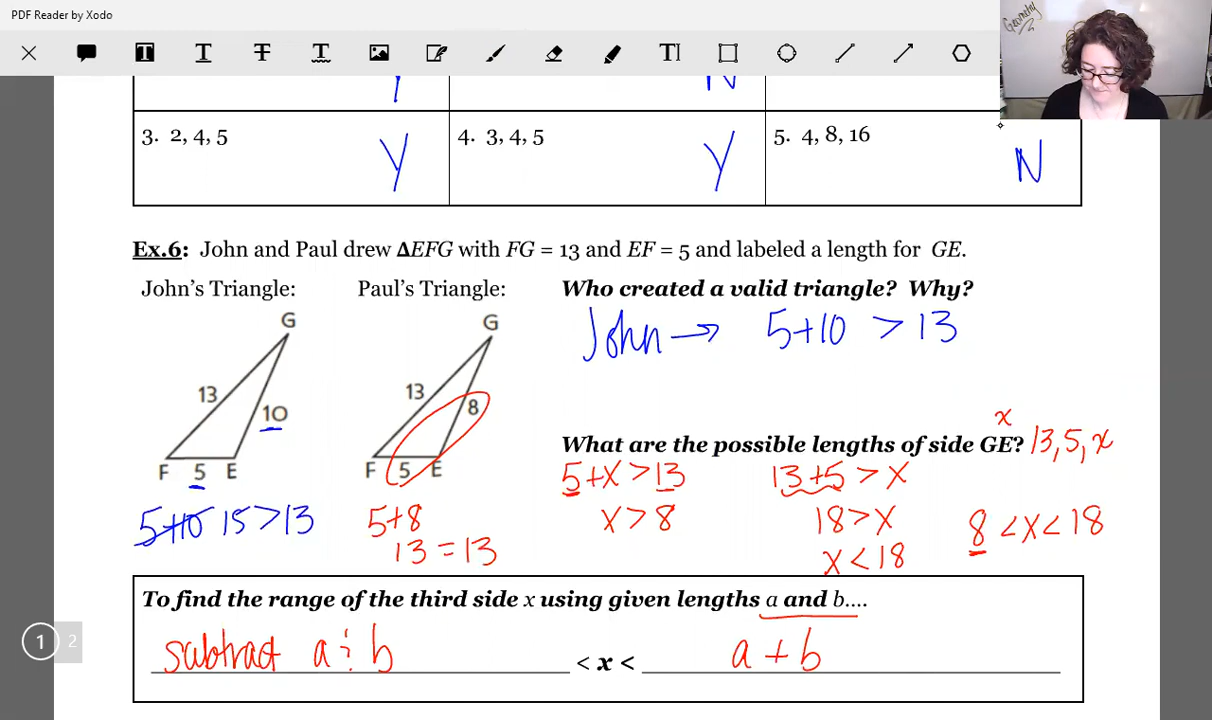 PDF Reader by Xodo
Geometry
Y
N
3. 2, 4, 5
Y
4. 3, 4, 5
Y
5. 4, 8, 16
N
Ex.6: John and Paul drew ΔEFG with FG = 13 and EF = 5 and labeled a length for GE.
John's Triangle:
Paul's Triangle:
Who created a valid triangle? Why?
G
13
10
F 5 E
5+10 15>13
G
13
8
F 5 E
5+8
13 = 13
John → 5+10 > 13
x
What are the possible lengths of side GE? 13, 5, x
5+x > 13
x > 8
13+5 > x
18 > x
x < 18
8 < x < 18
To find the range of the third side x using given lengths a and b....
subtract a & b < x < a + b
1 2